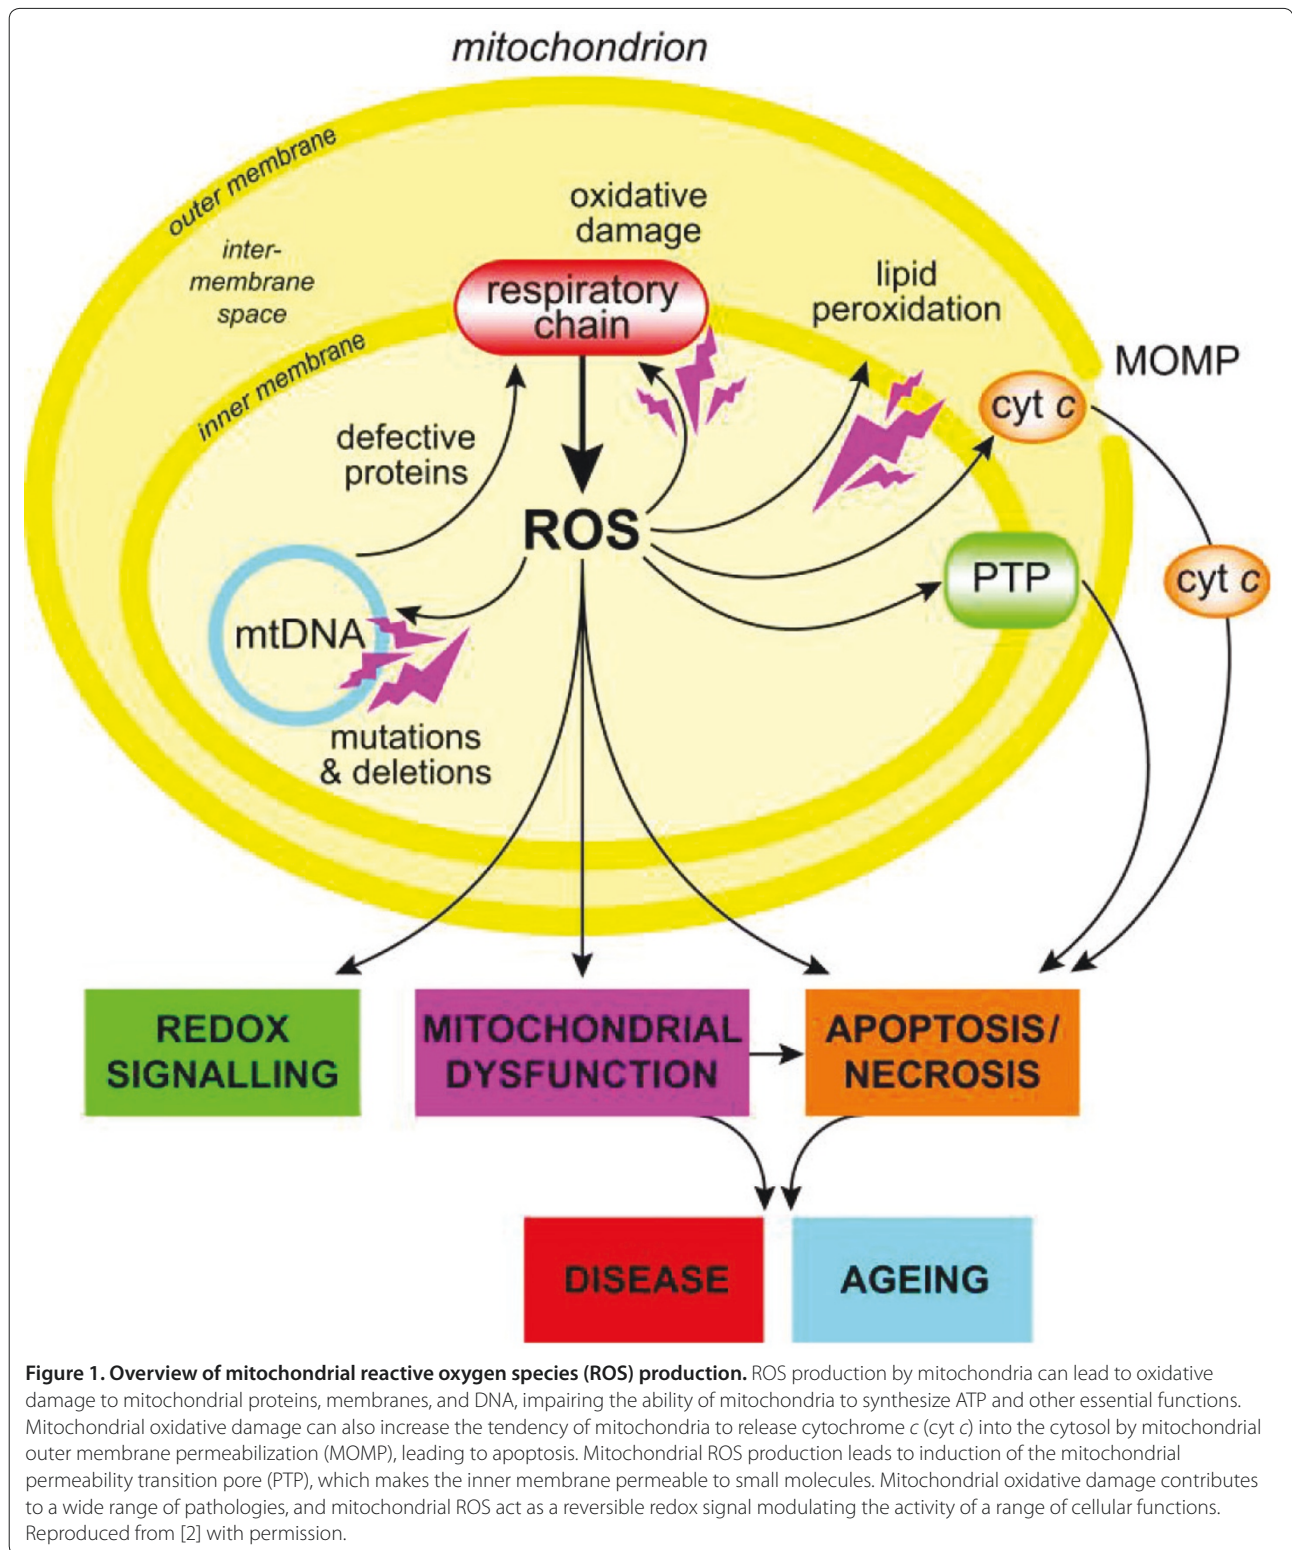 mitochondrion
outer membrane
inter-
membrane
space
inner membrane
oxidative
damage
respiratory
chain
lipid
peroxidation
MOMP
cyt c
defective
proteins
ROS
PTP
cyt c
mtDNA
mutations
& deletions
REDOX
SIGNALLING
MITOCHONDRIAL
DYSFUNCTION
APOPTOSIS/
NECROSIS
DISEASE
AGEING
Figure 1. Overview of mitochondrial reactive oxygen species (ROS) production. ROS production by mitochondria can lead to oxidative
damage to mitochondrial proteins, membranes, and DNA, impairing the ability of mitochondria to synthesize ATP and other essential functions.
Mitochondrial oxidative damage can also increase the tendency of mitochondria to release cytochrome c (cyt c) into the cytosol by mitochondrial
outer membrane permeabilization (MOMP), leading to apoptosis. Mitochondrial ROS production leads to induction of the mitochondrial
permeability transition pore (PTP), which makes the inner membrane permeable to small molecules. Mitochondrial oxidative damage contributes
to a wide range of pathologies, and mitochondrial ROS act as a reversible redox signal modulating the activity of a range of cellular functions.
Reproduced from [2] with permission.